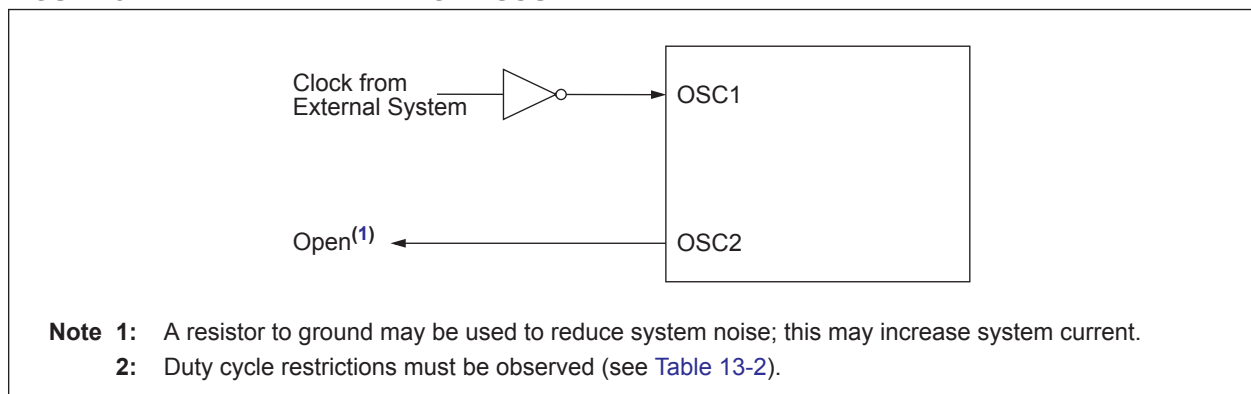 Clock from
External System
OSC1
Open(1)
OSC2
Note 1: A resistor to ground may be used to reduce system noise; this may increase system current.
2: Duty cycle restrictions must be observed (see Table 13-2).